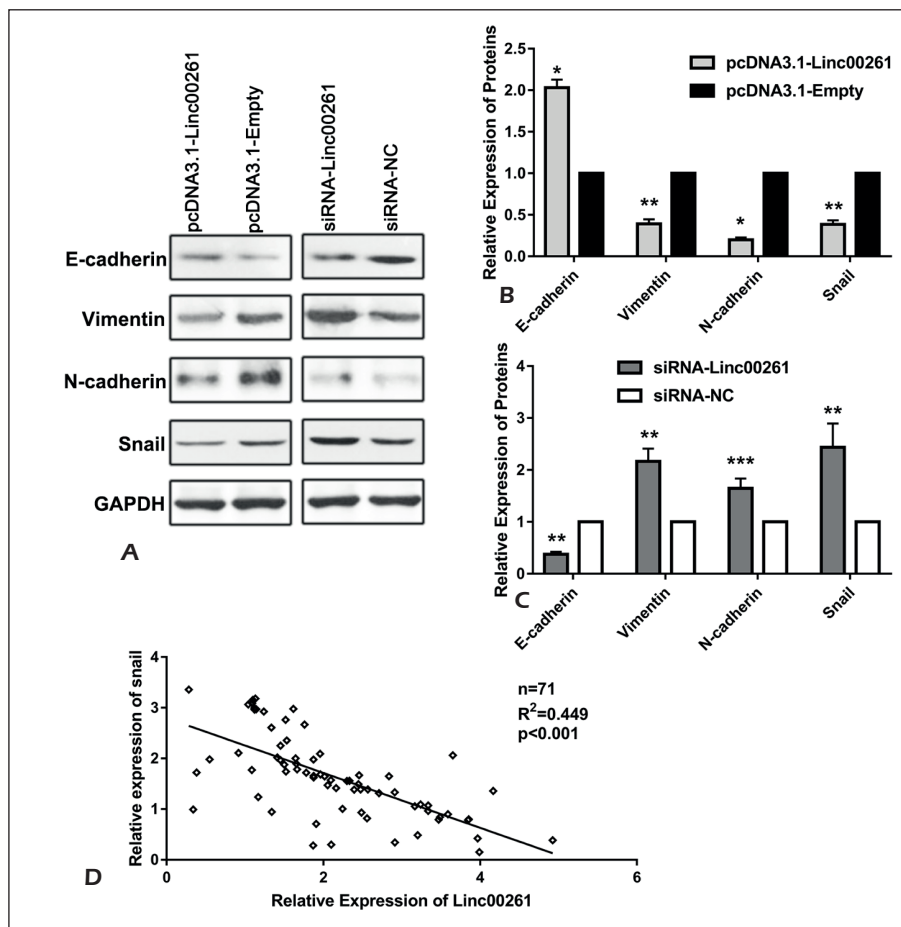 pcDNA3.1-Linc00261
pcDNA3.1-Empty
siRNA-Linc00261
siRNA-NC
E-cadherin
Vimentin
N-cadherin
Snail
GAPDH
A
Relative Expression of Proteins
2.5
2.0
1.5
1.0
0.5
0.0
pcDNA3.1-Linc00261
pcDNA3.1-Empty
*
**
*
**
E-cadherin
Vimentin
N-cadherin
Snail
B
Relative Expression of Proteins
4
3
2
1
0
siRNA-Linc00261
siRNA-NC
**
**
***
**
E-cadherin
Vimentin
N-cadherin
Snail
C
Relative expression of snail
4
3
2
1
0
n=71
R²=0.449
p<0.001
0
2
4
6
Relative Expression of Linc00261
D